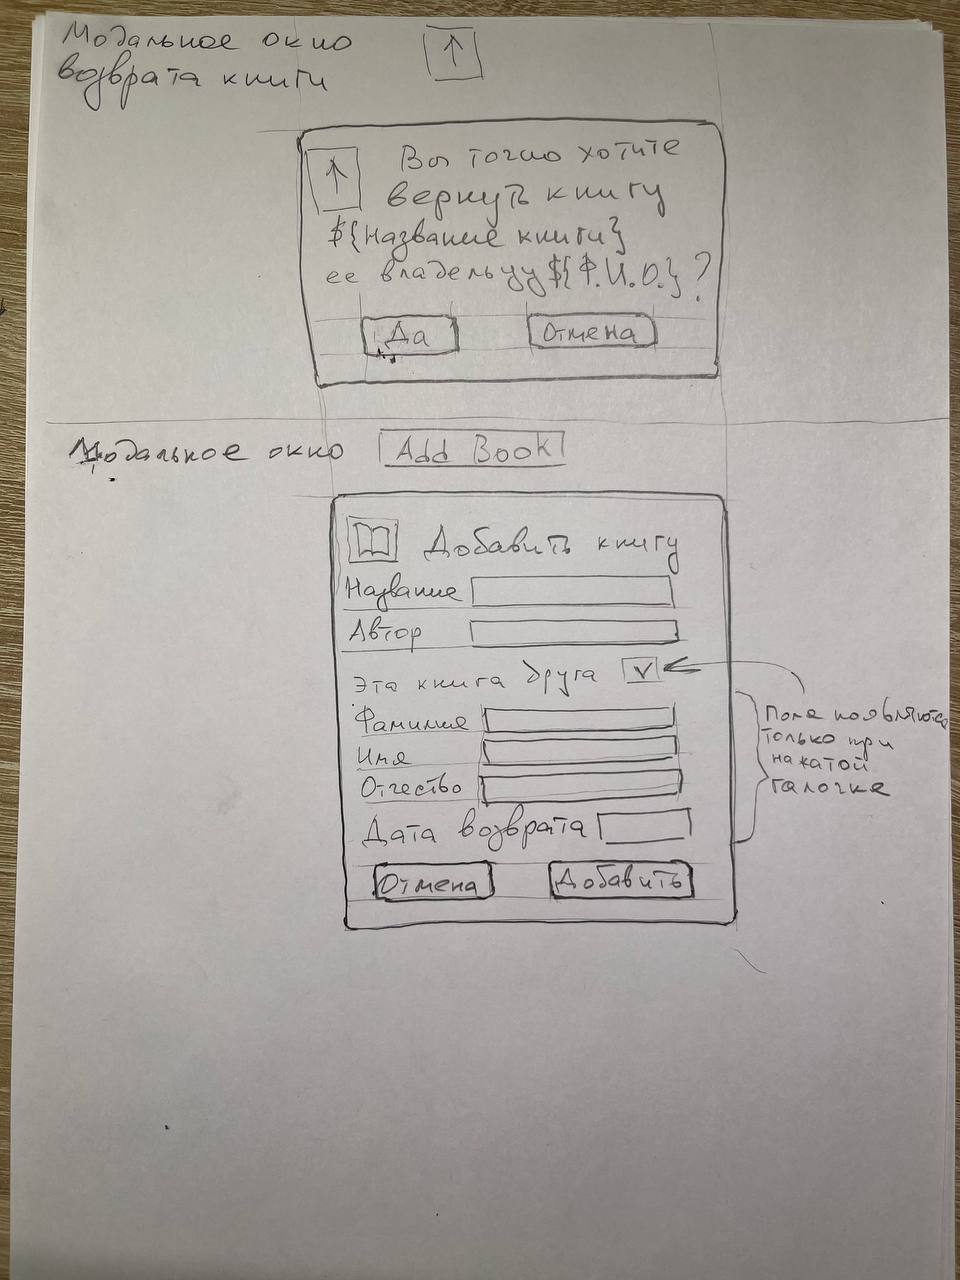 Модальное окно
возврата книги
Вы точно хотите
вернуть книгу
${Название книги}
ее владельцу ${Ф.И.О.}?
Да
Отмена
Модальное окно Add Book
Добавить книгу
Название
Автор
Эта книга друга
Фамилия
Имя
Отчество
Дата возврата
Отмена
Добавить
Поля появляются
только при
нажатой
галочке